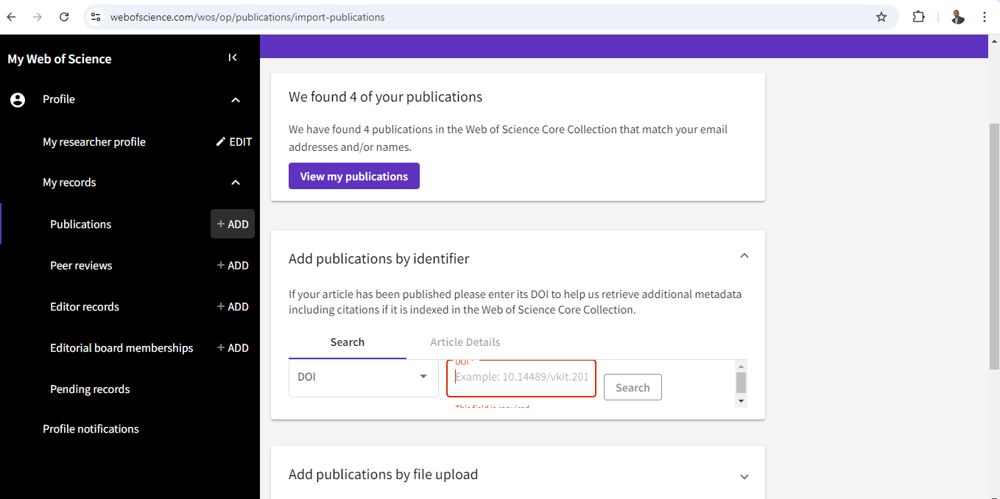 webofscience.com/wos/op/publications/import-publications
My Web of Science
Profile
My researcher profile
EDIT
My records
Publications
+ ADD
Peer reviews
+ ADD
Editor records
+ ADD
Editorial board memberships
+ ADD
Pending records
Profile notifications
We found 4 of your publications
We have found 4 publications in the Web of Science Core Collection that match your email
addresses and/or names.
View my publications
Add publications by identifier
If your article has been published please enter its DOI to help us retrieve additional metadata
including citations if it is indexed in the Web of Science Core Collection.
Search
Article Details
DOI
DOI *
Example: 10.14489/vkit.201
Search
This field is required
Add publications by file upload